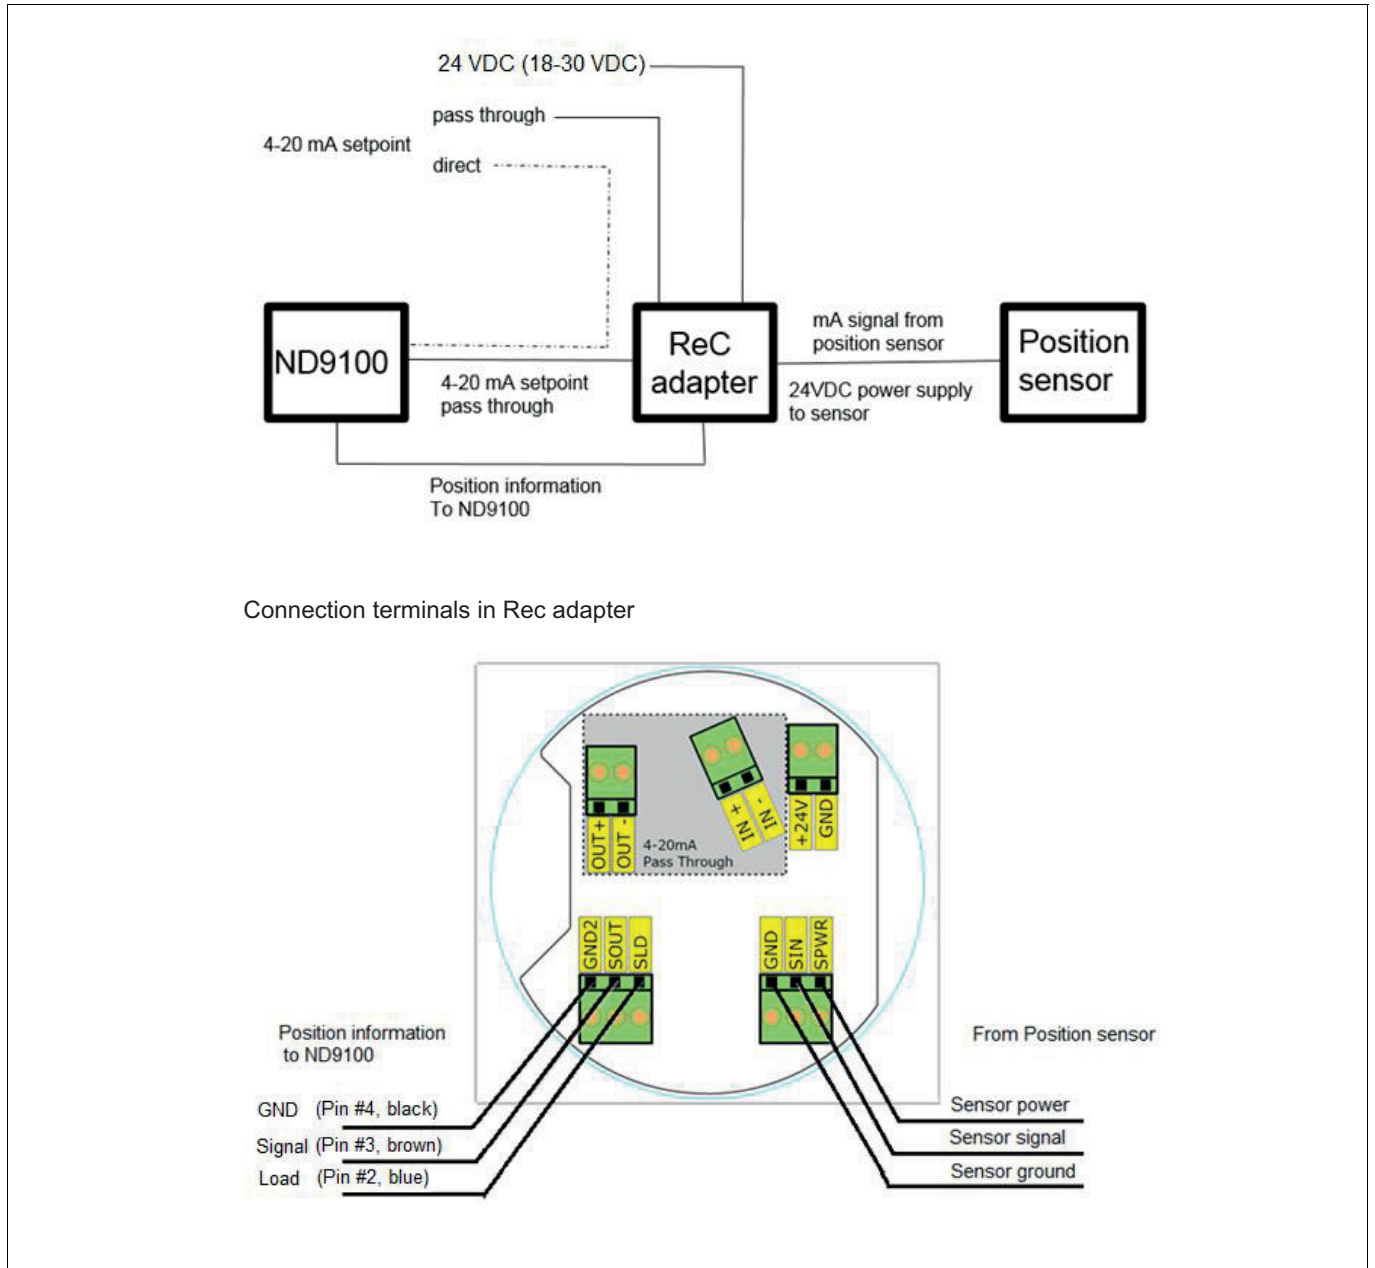 24 VDC (18-30 VDC)
pass through
4-20 mA setpoint
direct
ND9100
ReC
adapter
mA signal from
position sensor
Position
sensor
4-20 mA setpoint
pass through
24VDC power supply
to sensor
Position information
To ND9100
Connection terminals in Rec adapter
OUT+
OUT -
4-20mA
Pass Through
+ IN
- IN
+24V
GND
GND2
SOUT
SLD
GND
SIN
SPWR
Position information
to ND9100
From Position sensor
GND (Pin #4, black)
Signal (Pin #3, brown)
Load (Pin #2, blue)
Sensor power
Sensor signal
Sensor ground